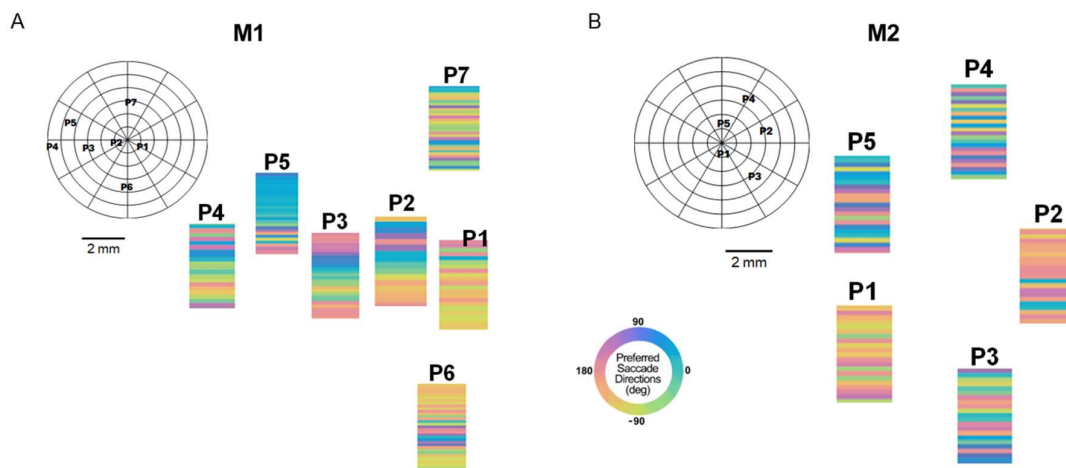 A
M1
P7
P5
P4
P3
P2
P1
P6
2 mm
P7
P5
P4
P3
P2
P1
P6
B
M2
P4
P5
P2
P1
P3
2 mm
P4
P5
P2
P1
P3
90
180
Preferred
Saccade
Directions
(deg)
0
-90